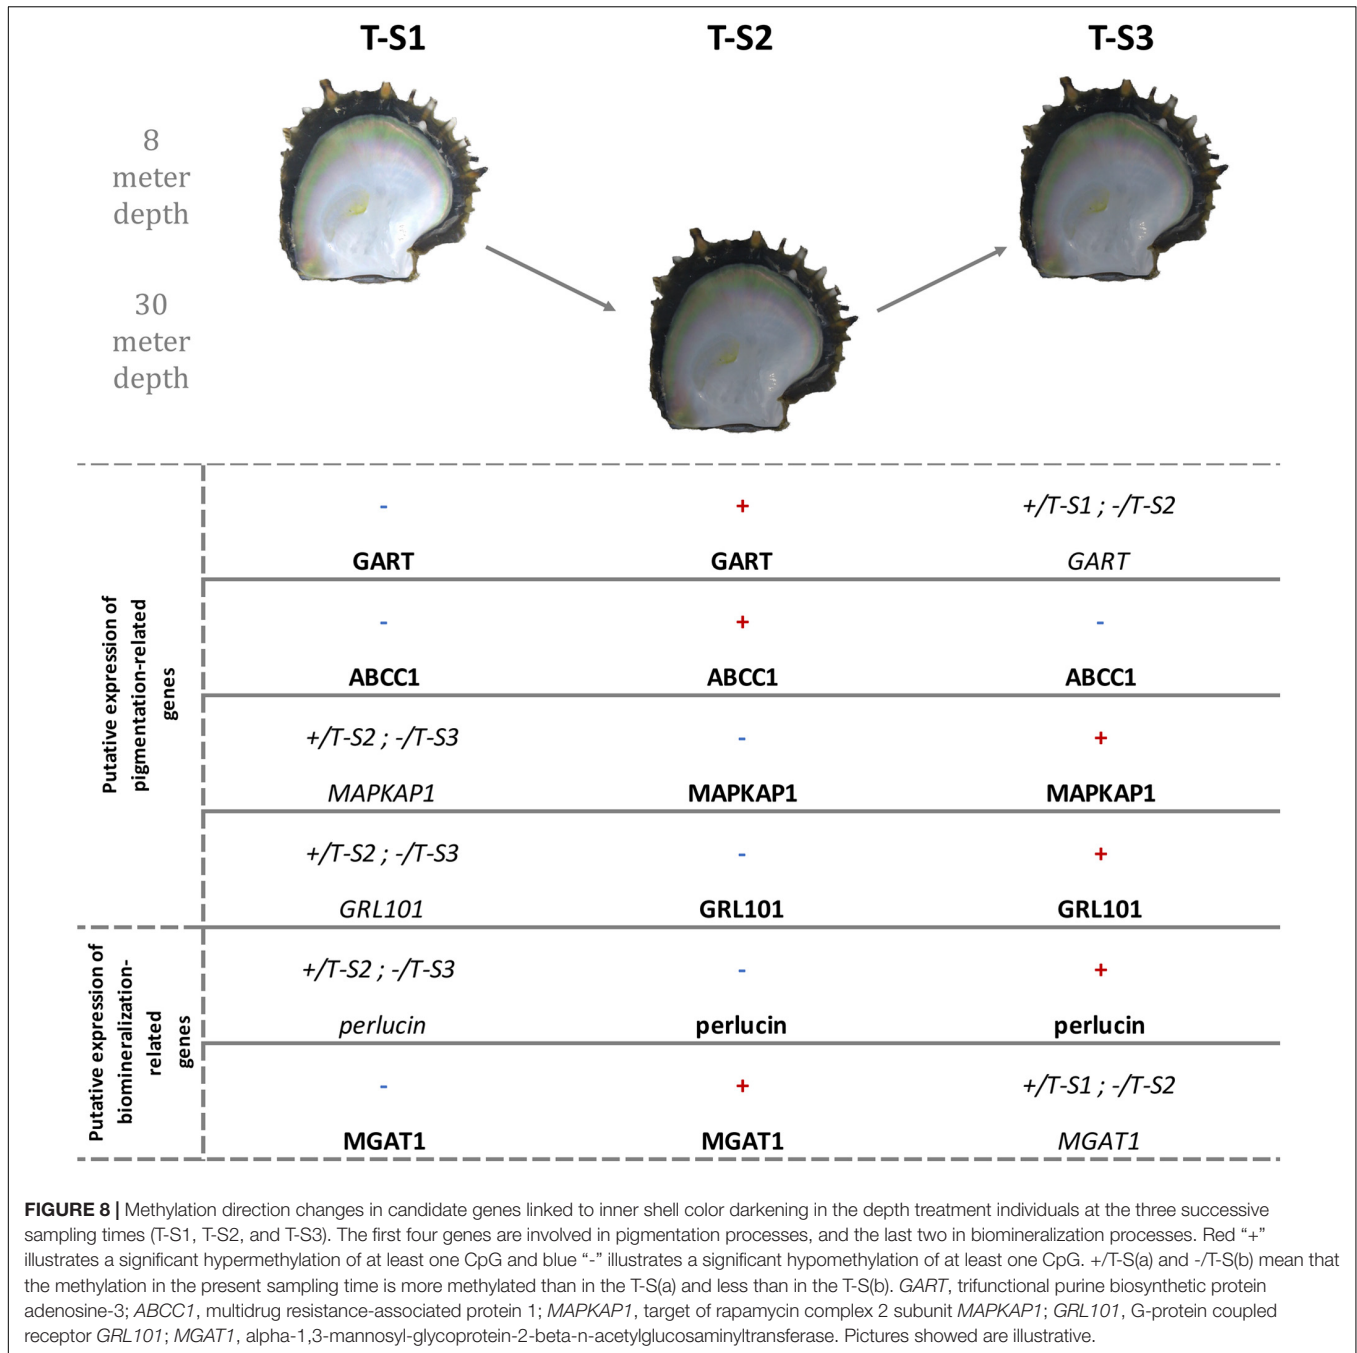 T-S1 T-S2 T-S3
8
meter
depth
30
meter
depth
Putative expression of
pigmentation-related
genes
- + +/T-S1 ; -/T-S2
GART GART GART
- + -
ABCC1 ABCC1 ABCC1
+/T-S2 ; -/T-S3 - +
MAPKAP1 MAPKAP1 MAPKAP1
+/T-S2 ; -/T-S3 - +
GRL101 GRL101 GRL101
Putative expression of
biomineralization-
related
genes
+/T-S2 ; -/T-S3 - +
perlucin perlucin perlucin
- + +/T-S1 ; -/T-S2
MGAT1 MGAT1 MGAT1
FIGURE 8 | Methylation direction changes in candidate genes linked to inner shell color darkening in the depth treatment individuals at the three successive
sampling times (T-S1, T-S2, and T-S3). The first four genes are involved in pigmentation processes, and the last two in biomineralization processes. Red “+”
illustrates a significant hypermethylation of at least one CpG and blue “-” illustrates a significant hypomethylation of at least one CpG. +/T-S(a) and -/T-S(b) mean that
the methylation in the present sampling time is more methylated than in the T-S(a) and less than in the T-S(b). GART, trifunctional purine biosynthetic protein
adenosine-3; ABCC1, multidrug resistance-associated protein 1; MAPKAP1, target of rapamycin complex 2 subunit MAPKAP1; GRL101, G-protein coupled
receptor GRL101; MGAT1, alpha-1,3-mannosyl-glycoprotein-2-beta-n-acetylglucosaminyltransferase. Pictures showed are illustrative.